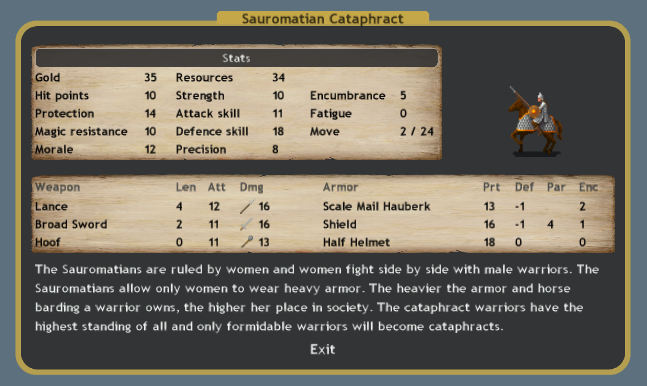 Sauromatian Cataphract
Stats
Gold 35 Resources 34
Hit points 10 Strength 10 Encumbrance 5
Protection 14 Attack skill 11 Fatigue 0
Magic resistance 10 Defence skill 18 Move 2 / 24
Morale 12 Precision 8
Weapon Len Att Dmg Armor Prt Def Par Enc
Lance 4 12 16 Scale Mail Hauberk 13 -1 2
Broad Sword 2 11 16 Shield 16 -1 4 1
Hoof 0 11 13 Half Helmet 18 0 0
The Sauromatians are ruled by women and women fight side by side with male warriors. The
Sauromatians allow only women to wear heavy armor. The heavier the armor and horse
barding a warrior owns, the higher her place in society. The cataphract warriors have the
highest standing of all and only formidable warriors will become cataphracts.
Exit